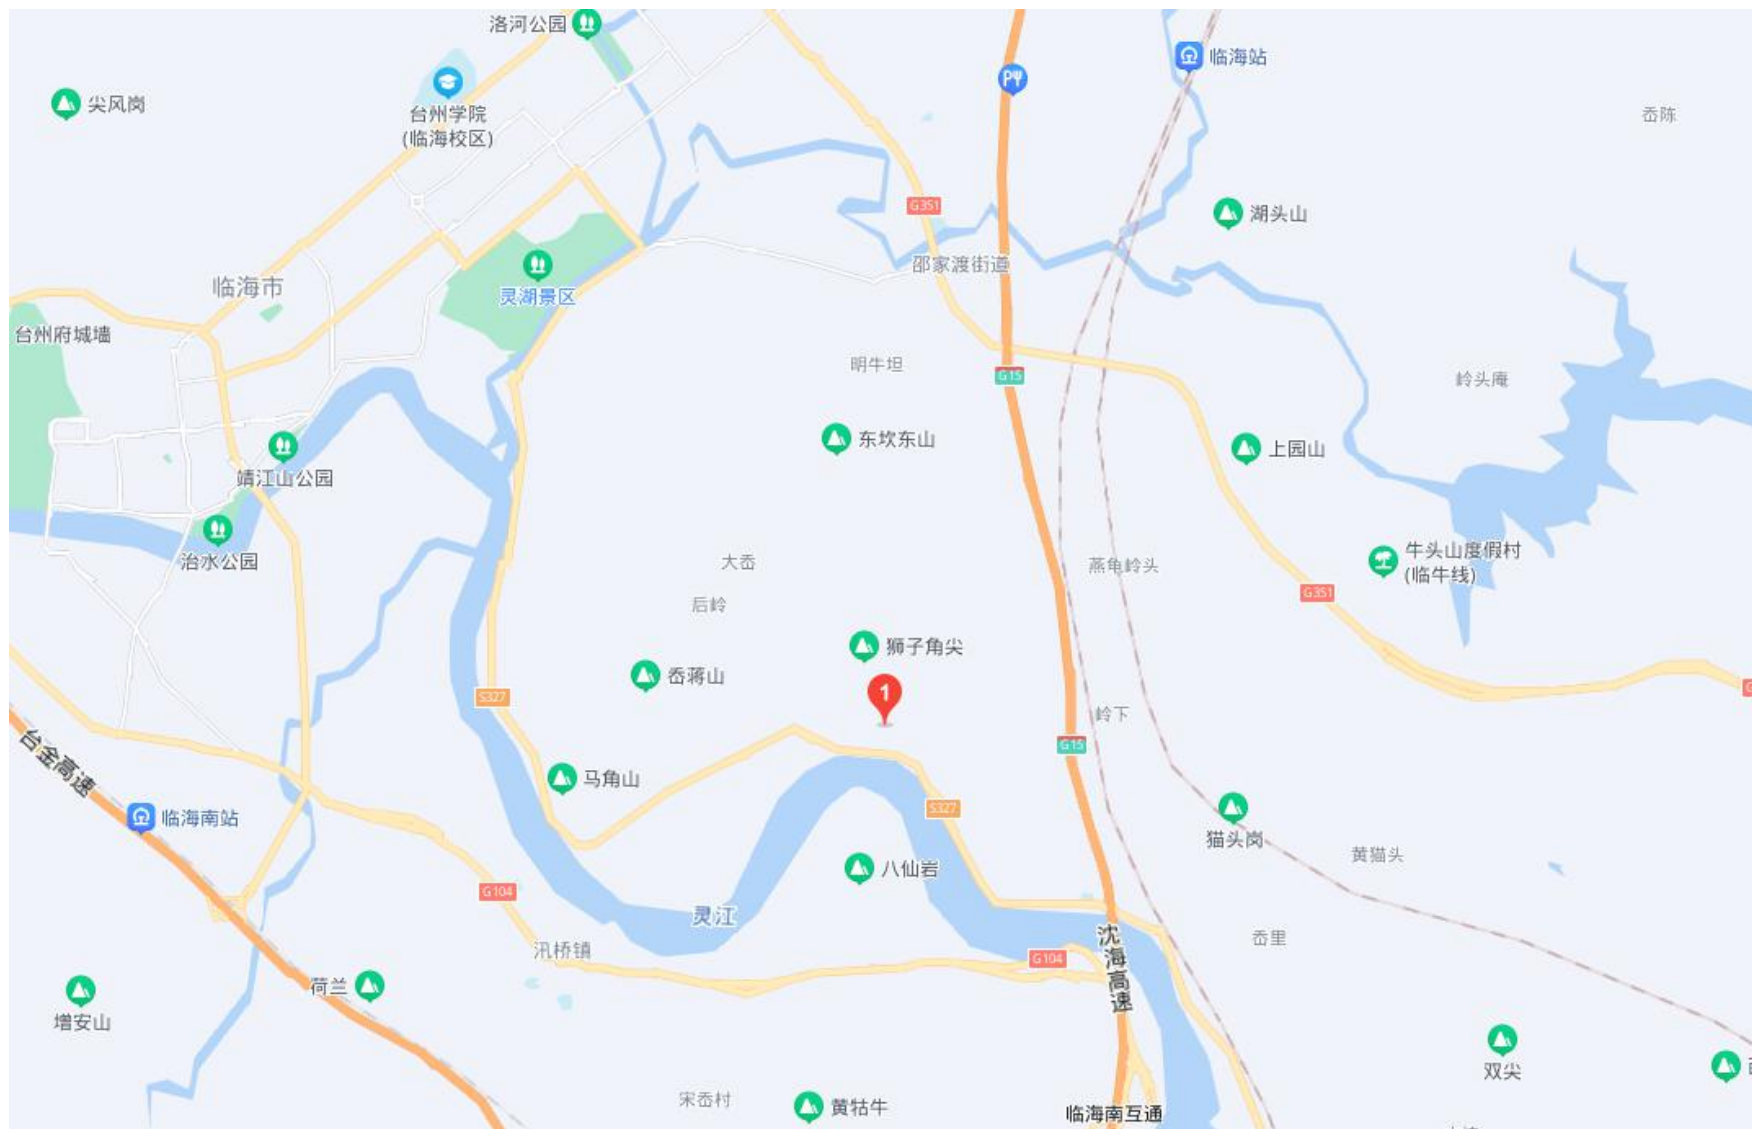 洛河公园
临海站
尖风岗
台州学院
(临海校区)
岙陈
G351
湖头山
邵家渡街道
临海市
灵湖景区
台州府城墙
明牛坦
G15
岭头庵
东坎东山
上园山
靖江山公园
牛头山度假村
(临牛线)
治水公园
大岙
燕龟岭头
G351
后岭
狮子角尖
岙蒋山
1
S327
岭下
G15
台金高速
马角山
临海南站
S327
猫头岗
黄猫头
八仙岩
G104
灵江
岙里
汛桥镇
沈海高速
G104
荷兰
增安山
双尖
宋岙村
黄牯牛
临海南互通